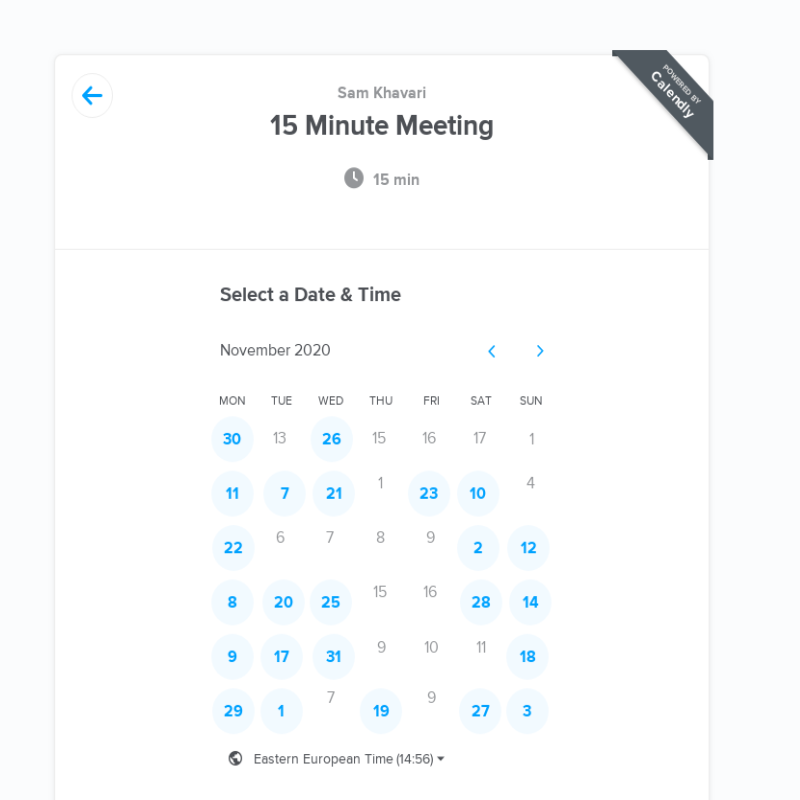 POWERED BY
Calendly
Sam Khavari
15 Minute Meeting
15 min
Select a Date & Time
November 2020
MON TUE WED THU FRI SAT SUN
30 13 26 15 16 17 1
11 7 21 1 23 10 4
22 6 7 8 9 2 12
8 20 25 15 16 28 14
9 17 31 9 10 11 18
29 1 7 19 9 27 3
Eastern European Time (14:56)